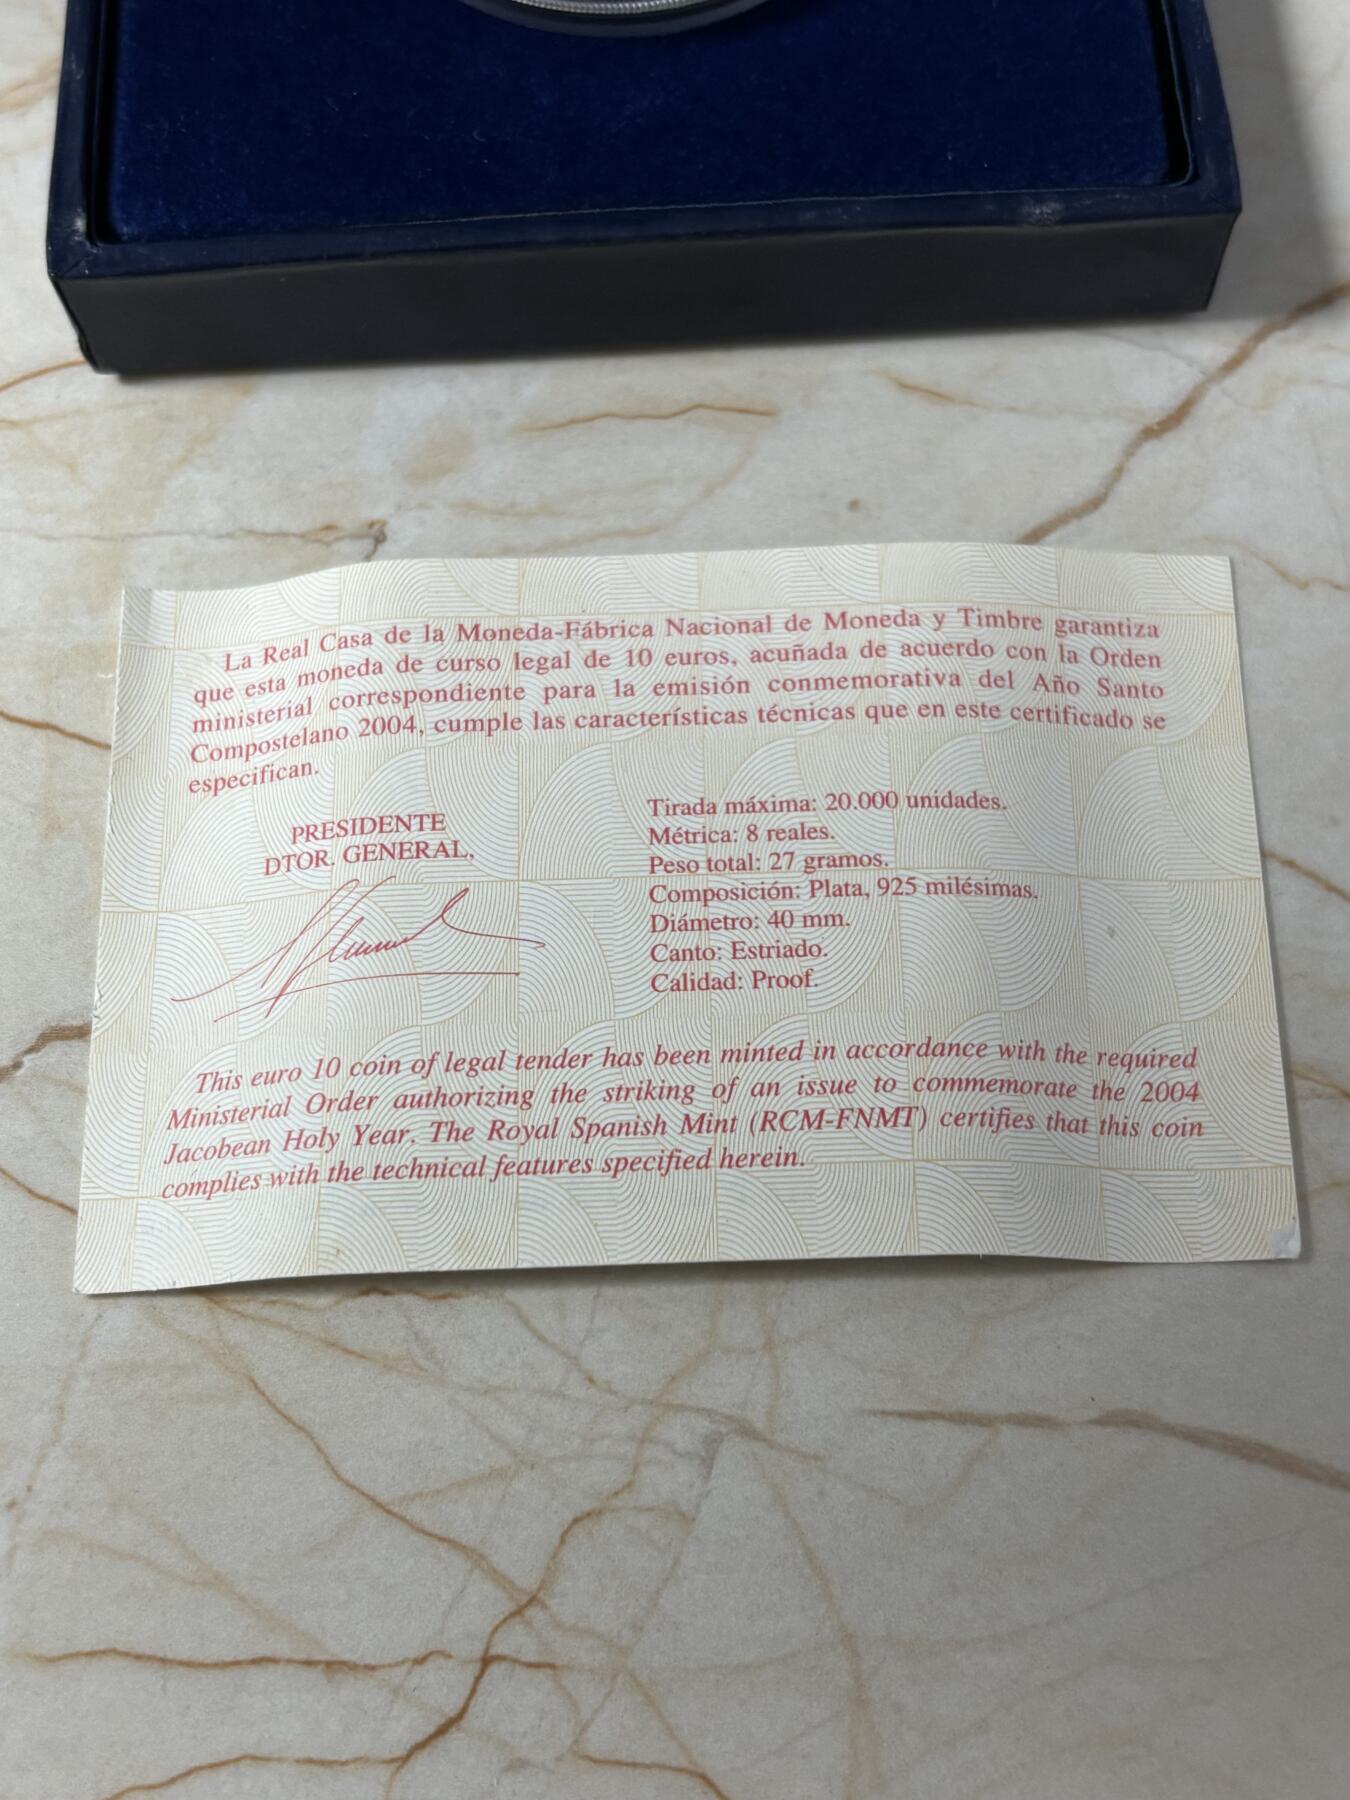 La Real Casa de la Moneda-Fábrica Nacional de Moneda y Timbre garantiza
que esta moneda de curso legal de 10 euros, acuñada de acuerdo con la Orden
ministerial correspondiente para la emisión conmemorativa del Año Santo
Compostelano 2004, cumple las características técnicas que en este certificado se
especifican.
PRESIDENTE
DTOR. GENERAL,
Tirada máxima: 20.000 unidades.
Métrica: 8 reales.
Peso total: 27 gramos.
Composición: Plata, 925 milésimas.
Diámetro: 40 mm.
Canto: Estriado.
Calidad: Proof.
This euro 10 coin of legal tender has been minted in accordance with the required
Ministerial Order authorizing the striking of an issue to commemorate the 2004
Jacobean Holy Year. The Royal Spanish Mint (RCM-FNMT) certifies that this coin
complies with the technical features specified herein.